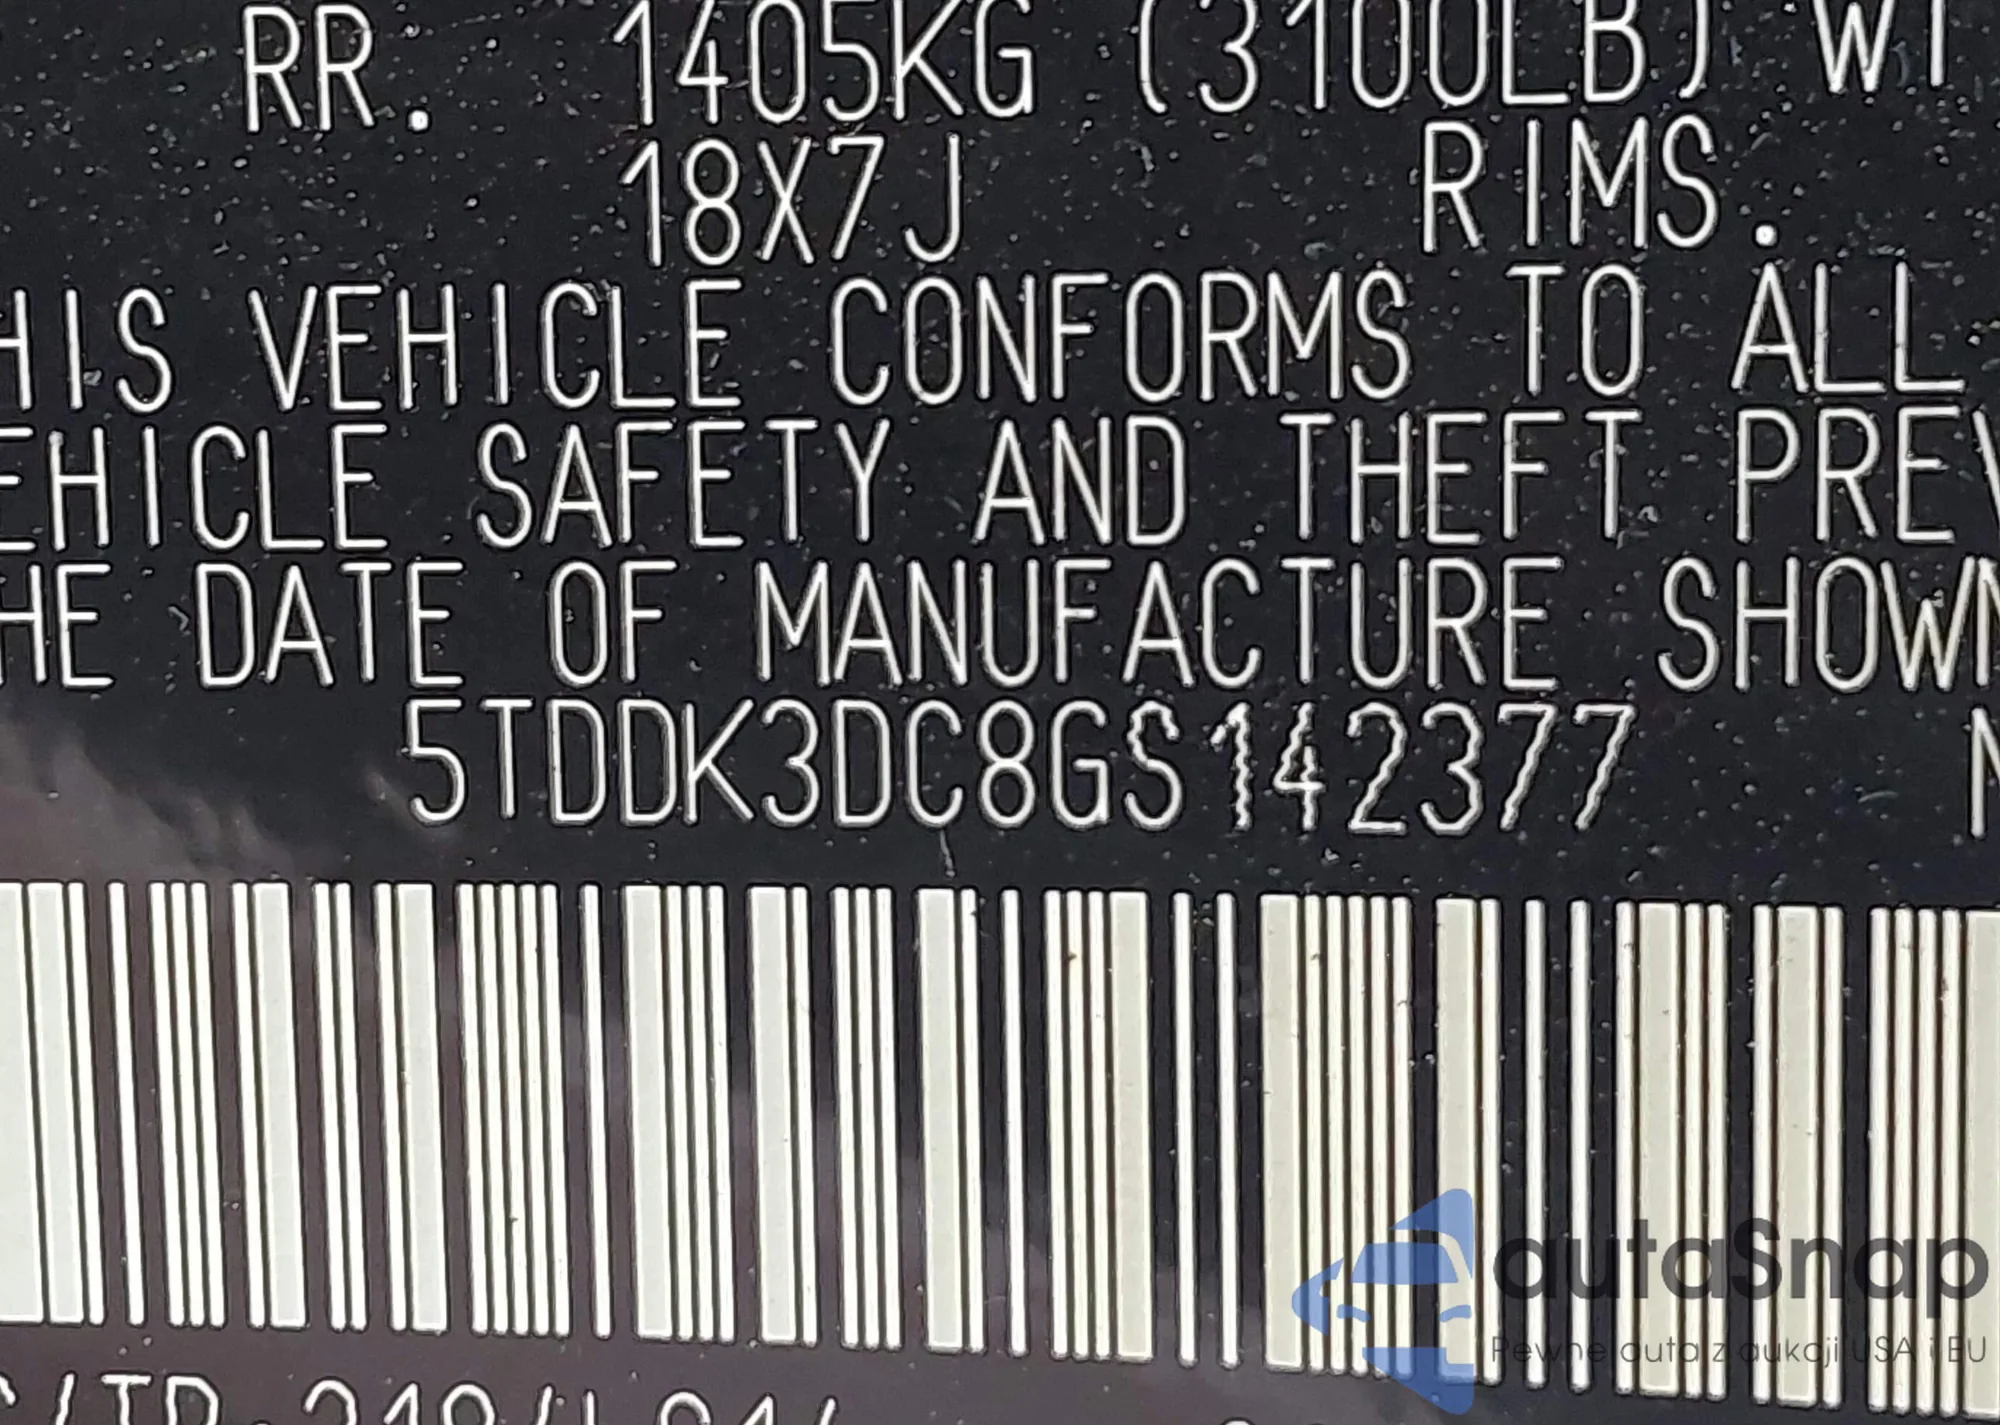 RR. 1405KG (3100LB) WI
18X7J RIMS.
HIS VEHICLE CONFORMS TO ALL
EHICLE SAFETY AND THEFT PREV
HE DATE OF MANUFACTURE SHOWN
5TDDK3DC8GS142377 N
autaSnap
Pewne auta z aukcji USA i EU